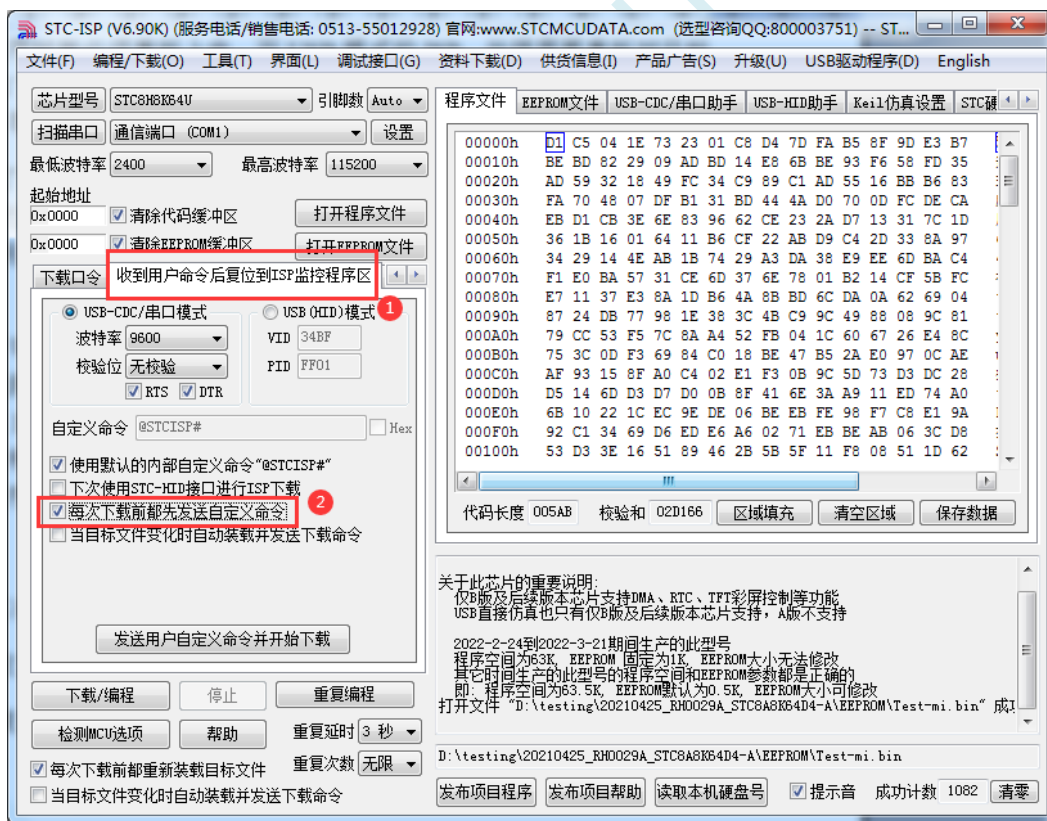 STC-ISP (V6.90K) (服务电话/销售电话: 0513-55012928) 官网:www.STCMCUDATA.com (选型咨询QQ:800003751) -- ST...
文件(F) 编程/下载(O) 工具(T) 界面(L) 调试接口(G) 资料下载(D) 供货信息(I) 产品广告(S) 升级(U) USB驱动程序(D) English
芯片型号 STC8H8K64U 引脚数 Auto
扫描串口 通信端口 (COM1) 设置
最低波特率 2400 最高波特率 115200
起始地址
0x0000 清除代码缓冲区 打开程序文件
0x0000 清除EEPROM缓冲区 打开EEPROM文件
下载口令 收到用户命令后复位到ISP监控程序区
1
USB-CDC/串口模式 USB(HID)模式
波特率 9600 VID 34BF
校验位 无校验 PID FF01
RTS DTR
自定义命令 @STCISP# Hex
使用默认的内部自定义命令“@STCISP#”
下次使用STC-HID接口进行ISP下载
每次下载前都先发送自定义命令
2
当目标文件变化时自动装载并发送下载命令
发送用户自定义命令并开始下载
下载/编程 停止 重复编程
检测MCU选项 帮助 重复延时 3 秒
每次下载前都重新装载目标文件 重复次数 无限
当目标文件变化时自动装载并发送下载命令
程序文件 EEPROM文件 USB-CDC/串口助手 USB-HID助手 Keil仿真设置 STC硬
00000h D1 C5 04 1E 73 23 01 C8 D4 7D FA B5 8F 9D E3 B7
00010h BE BD 82 29 09 AD BD 14 E8 6B BE 93 F6 58 FD 35
00020h AD 59 32 18 49 FC 34 C9 89 C1 AD 55 16 BB B6 83
00030h FA 70 48 07 DF B1 31 BD 44 4A D0 70 0D FC DE CA
00040h EB D1 CB 3E 6E 83 96 62 CE 23 2A D7 13 31 7C 1D
00050h 36 1B 16 01 64 11 B6 CF 22 AB D9 C4 2D 33 8A 97
00060h 34 29 14 4E AB 1B 74 29 A3 DA 38 E9 EE 6D BA C4
00070h F1 E0 BA 57 31 CE 6D 37 6E 78 01 B2 14 CF 5B FC
00080h E7 11 37 E3 8A 1D B6 4A 8B BD 6C DA 0A 62 69 04
00090h 87 24 DB 77 98 1E 38 3C 4B C9 9C 49 88 08 9C 81
000A0h 79 CC 53 F5 7C 8A A4 52 FB 04 1C 60 67 26 E4 8C
000B0h 75 3C 0D F3 69 84 C0 18 BE 47 B5 2A E0 97 0C AE
000C0h AF 93 15 8F A0 C4 02 E1 F3 0B 9C 5D 73 D3 DC 28
000D0h D5 14 6D D3 D7 D0 0B 8F 41 6E 3A A9 11 ED 74 A0
000E0h 6B 10 22 1C EC 9E DE 06 BE EB FE 98 F7 C8 E1 9A
000F0h 92 C1 34 69 D6 ED E6 A6 02 71 EB BE AB 06 3C D8
00100h 53 D3 3E 16 51 89 46 2B 5B 5F 11 F8 08 51 1D 62
代码长度 005AB 校验和 02D166 区域填充 清空区域 保存数据
关于此芯片的重要说明:
仅B版及后续版本芯片支持DMA、RTC、TFT彩屏控制等功能
USB直接仿真也只有仅B版及后续版本芯片支持，A版不支持
2022-2-24到2022-3-21期间生产的此型号
程序空间为63K, EEPROM 固定为1K, EEPROM大小无法修改
其它时间生产的此型号的程序空间和EEPROM参数都是正确的
即: 程序空间为63.5K, EEPROM默认为0.5K, EEPROM大小可修改
打开文件 "D:\testing\20210425_RH0029A_STC8A8K64D4-A\EEPROM\Test-mi.bin" 成功
D:\testing\20210425_RH0029A_STC8A8K64D4-A\EEPROM\Test-mi.bin
发布项目程序 发布项目帮助 读取本机硬盘号 提示音 成功计数 1082 清零